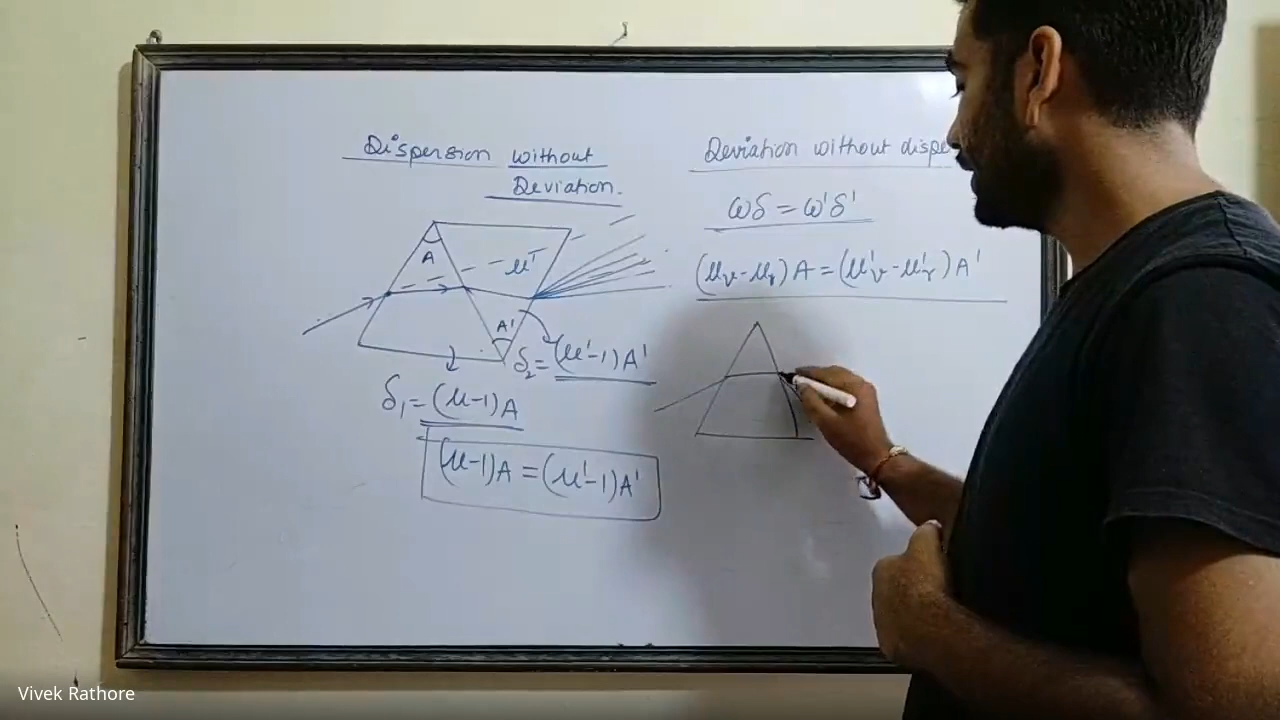 Dispersion without
Deviation.
A
μ'
A'
δ₂=(μ'-1)A'
δ₁=(μ-1)A
(μ-1)A=(μ'-1)A'
Deviation without dispe
ωδ=ω'δ'
(μᵥ-μᵣ)A=(μ'ᵥ-μ'ᵣ)A'
Vivek Rathore